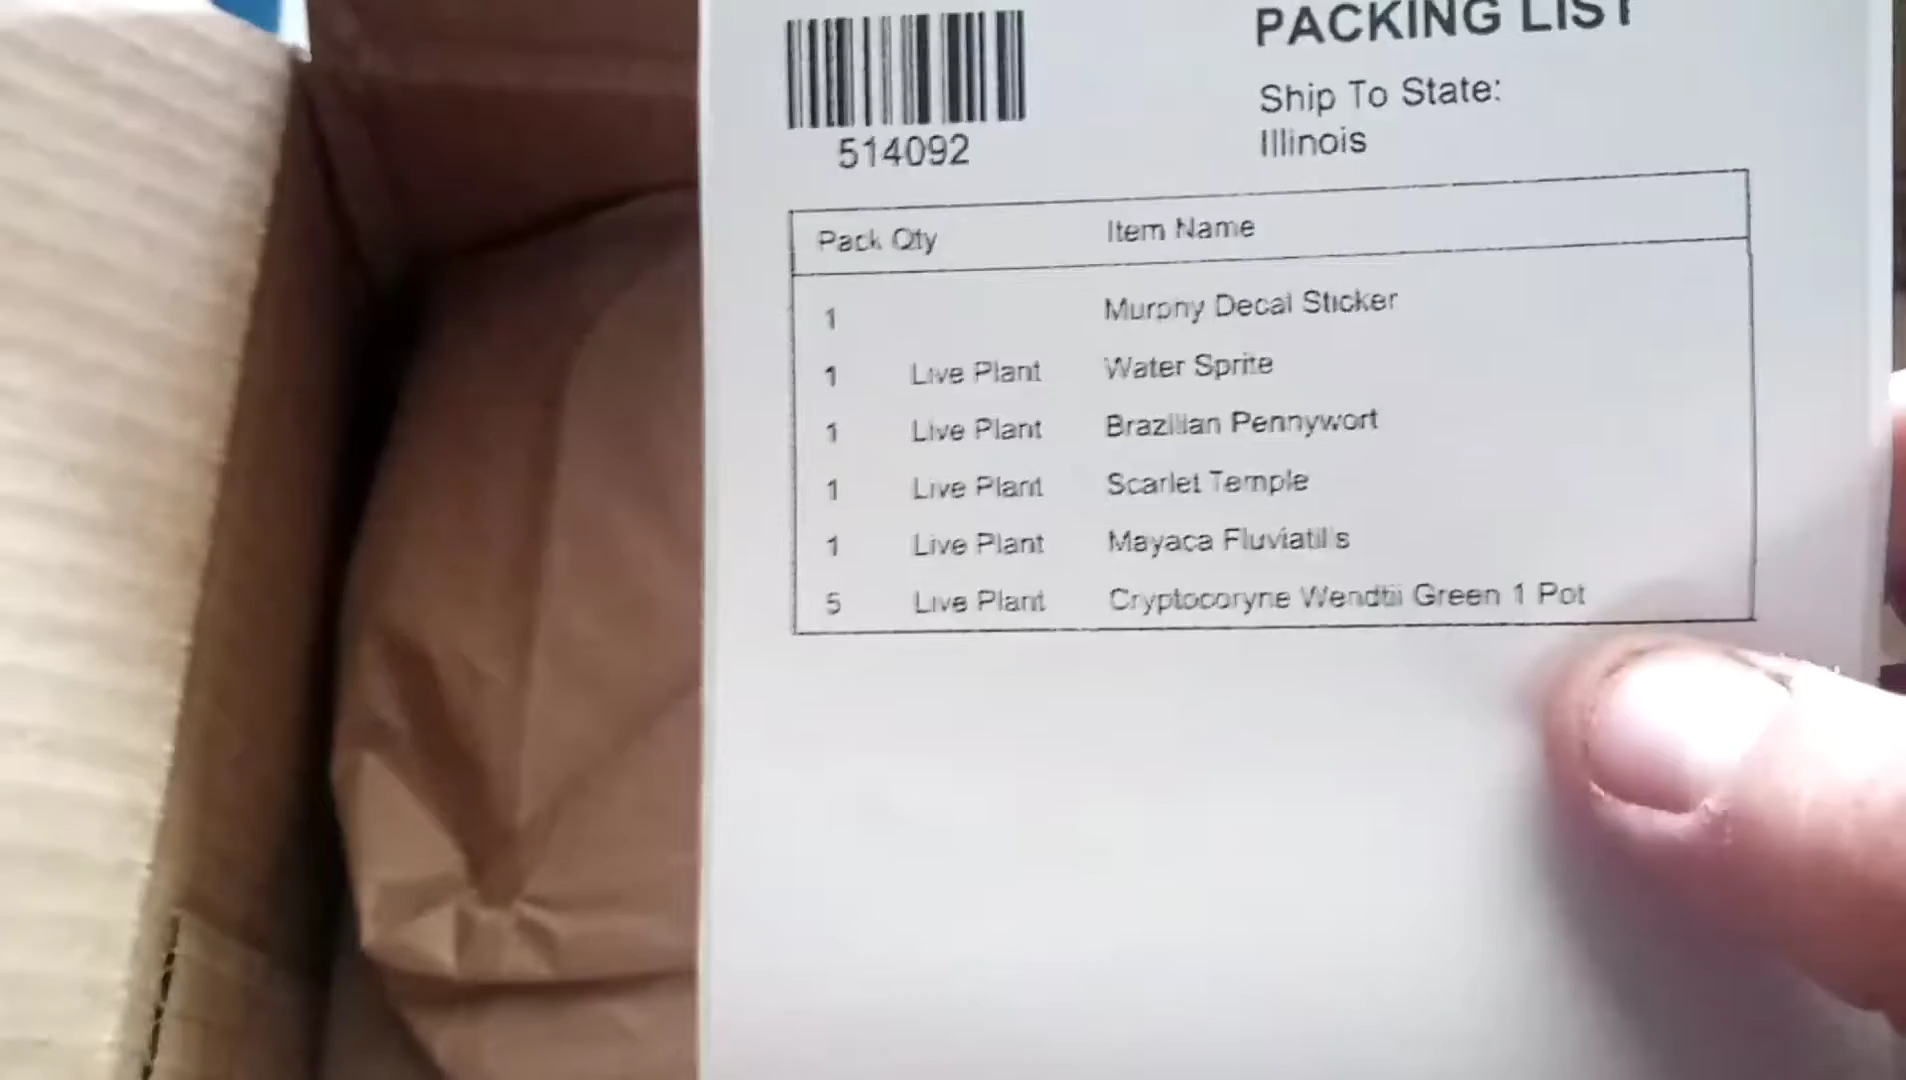 PACKING LIST
Ship To State:
Illinois
514092
Pack Qty Item Name
1 Murphy Decal Sticker
1 Live Plant Water Sprite
1 Live Plant Brazilian Pennywort
1 Live Plant Scarlet Temple
1 Live Plant Mayaca Fluviatilis
5 Live Plant Cryptocoryne Wendtii Green 1 Pot